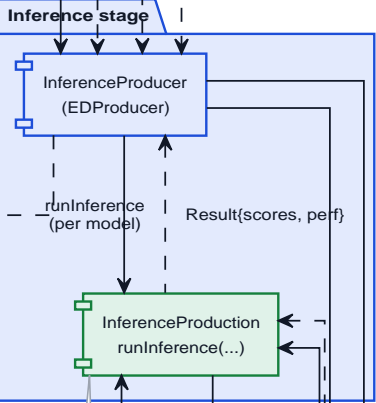 Inference stage
InferenceProducer
(EDProducer)
runInference
(per model)
Result{scores, perf}
InferenceProduction
runInference(...)